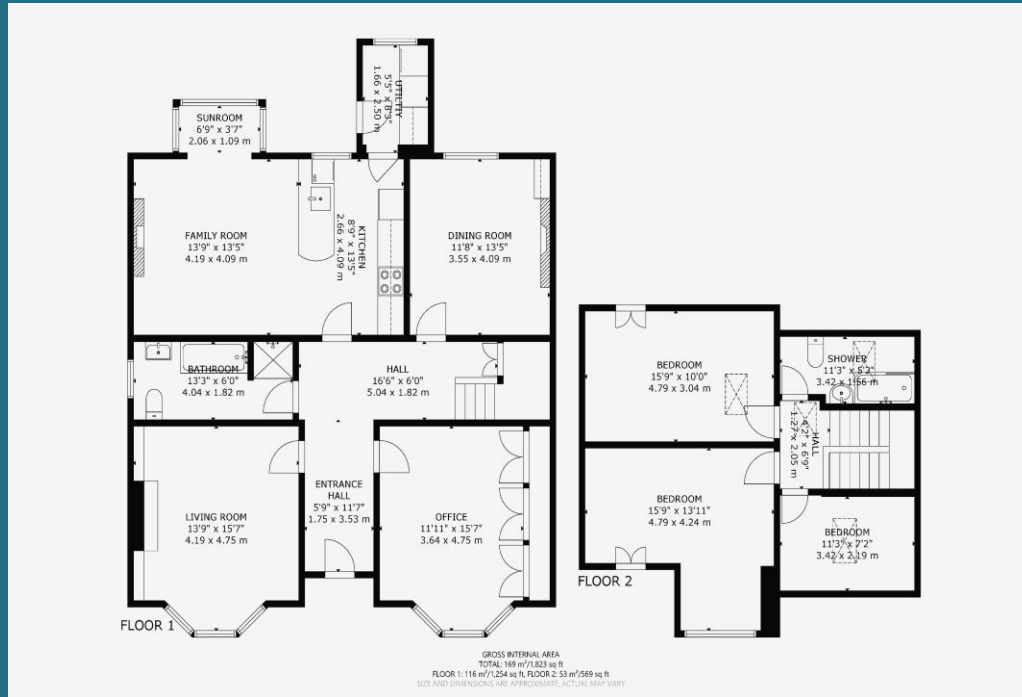 UTILTIY
5'5" x 8'3"
1.66 x 2.50 m
SUNROOM
6'9" x 3'7"
2.06 x 1.09 m
FAMILY ROOM
13'9" x 13'5"
4.19 x 4.09 m
KITCHEN
8'9" x 13'5"
2.66 x 4.09 m
DINING ROOM
11'8" x 13'5"
3.55 x 4.09 m
BATHROOM
13'3" x 6'0"
4.04 x 1.82 m
HALL
16'6" x 6'0"
5.04 x 1.82 m
LIVING ROOM
13'9" x 15'7"
4.19 x 4.75 m
ENTRANCE
HALL
5'9" x 11'7"
1.75 x 3.53 m
OFFICE
11'11" x 15'7"
3.64 x 4.75 m
FLOOR 1
BEDROOM
15'9" x 10'0"
4.79 x 3.04 m
SHOWER
11'3" x 5'2"
3.42 x 1.56 m
HALL
4'2" x 6'9"
1.27 x 2.05 m
BEDROOM
15'9" x 13'11"
4.79 x 4.24 m
BEDROOM
11'3" x 7'2"
3.42 x 2.19 m
FLOOR 2
GROSS INTERNAL AREA
TOTAL: 169 m²/1,823 sq ft
FLOOR 1: 116 m²/1,254 sq ft, FLOOR 2: 53 m²/569 sq ft
SIZE AND DIMENSIONS ARE APPROXIMATE, ACTUAL MAY VARY